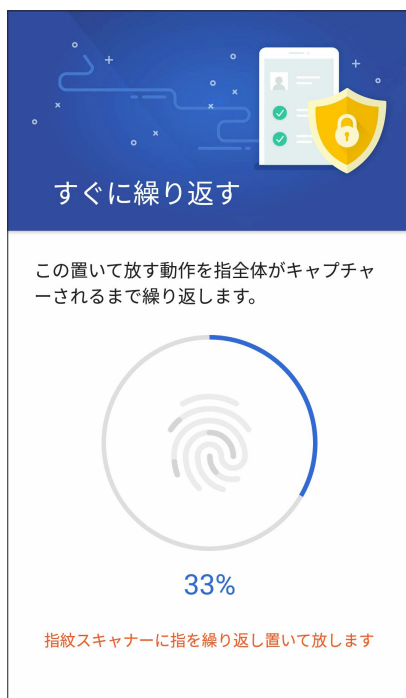 すぐに繰り返す
この置いて放す動作を指全体がキャプチャ
ーされるまで繰り返します。
33%
指紋スキャナーに指を繰り返し置いて放します